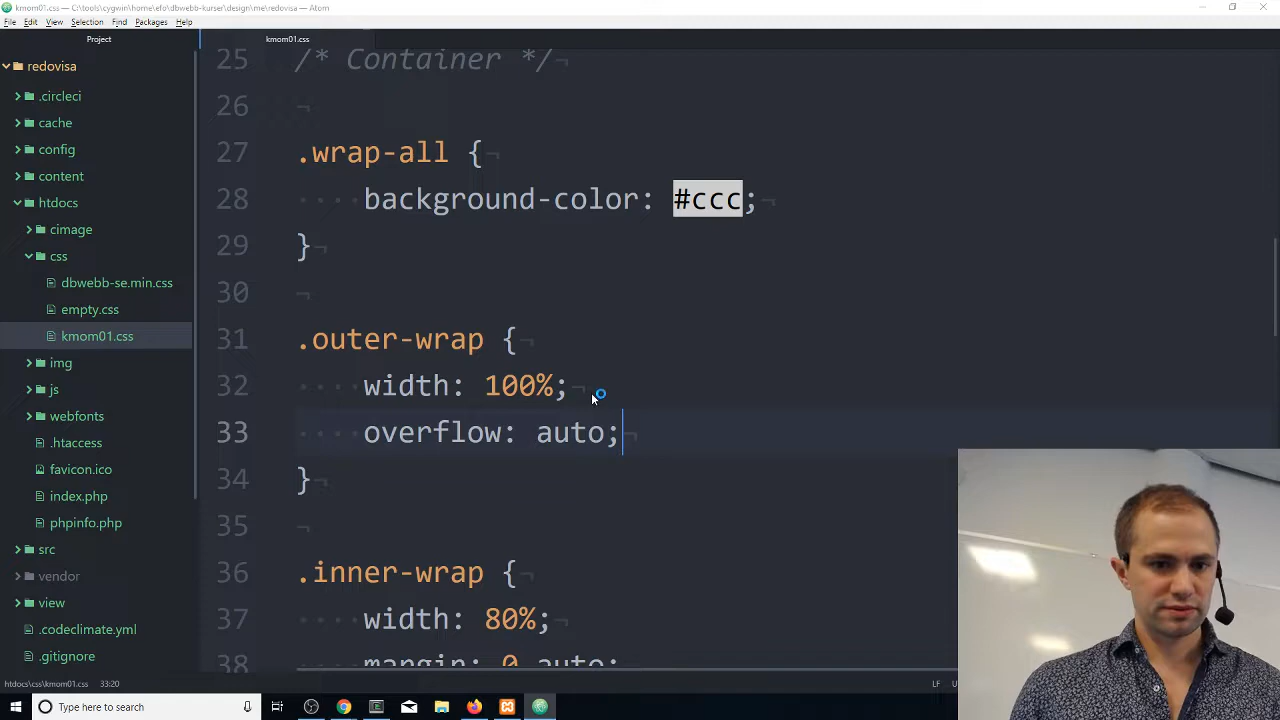 kmom01.css — C:\tools\cygwin\home\efo\dbwebb-kurser\design\me\redovisa — Atom
File Edit View Selection Find Packages Help
Project
kmom01.css
redovisa
.circleci
cache
config
content
htdocs
cimage
css
dbwebb-se.min.css
empty.css
kmom01.css
img
js
webfonts
.htaccess
favicon.ico
index.php
phpinfo.php
src
vendor
view
.codeclimate.yml
.gitignore
25 /* Container */
26
27 .wrap-all {
28 background-color: #ccc;
29 }
30
31 .outer-wrap {
32 width: 100%;
33 overflow: auto;
34 }
35
36 .inner-wrap {
37 width: 80%;
38 margin: 0 auto;
htdocs\css\kmom01.css 33:20
LF
Type here to search